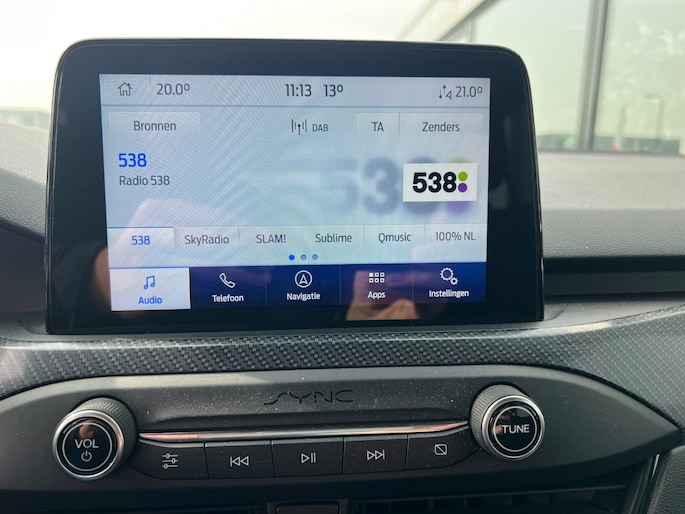 20.0° 11:13 13° 21.0°
Bronnen DAB TA Zenders
538
Radio 538
538
538 SkyRadio SLAM! Sublime Qmusic 100% NL
Audio Telefoon Navigatie Apps Instellingen
SYNC
VOL TUNE